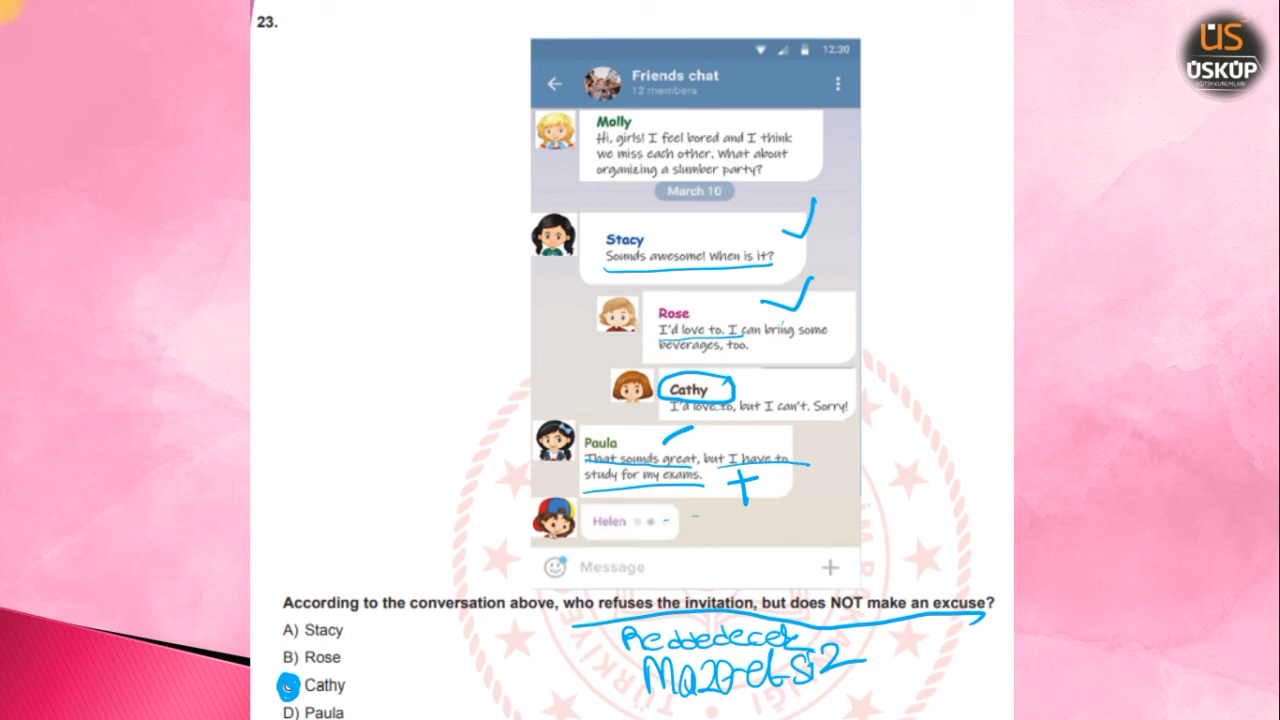 23.
ÜS
ÜSKÜP
EĞİTİM KURUMLARI
12:30
Friends chat
12 members
Molly
Hi, girls! I feel bored and I think
we miss each other. What about
organizing a slumber party?
March 10
Stacy
Sounds awesome! When is it?
Rose
I'd love to. I can bring some
beverages, too.
Cathy
I'd love to, but I can't. Sorry!
Paula
That sounds great, but I have to
study for my exams.
Helen
Message
According to the conversation above, who refuses the invitation, but does NOT make an excuse?
Reddedecek
Mazeretsiz
A) Stacy
B) Rose
Cathy
D) Paula